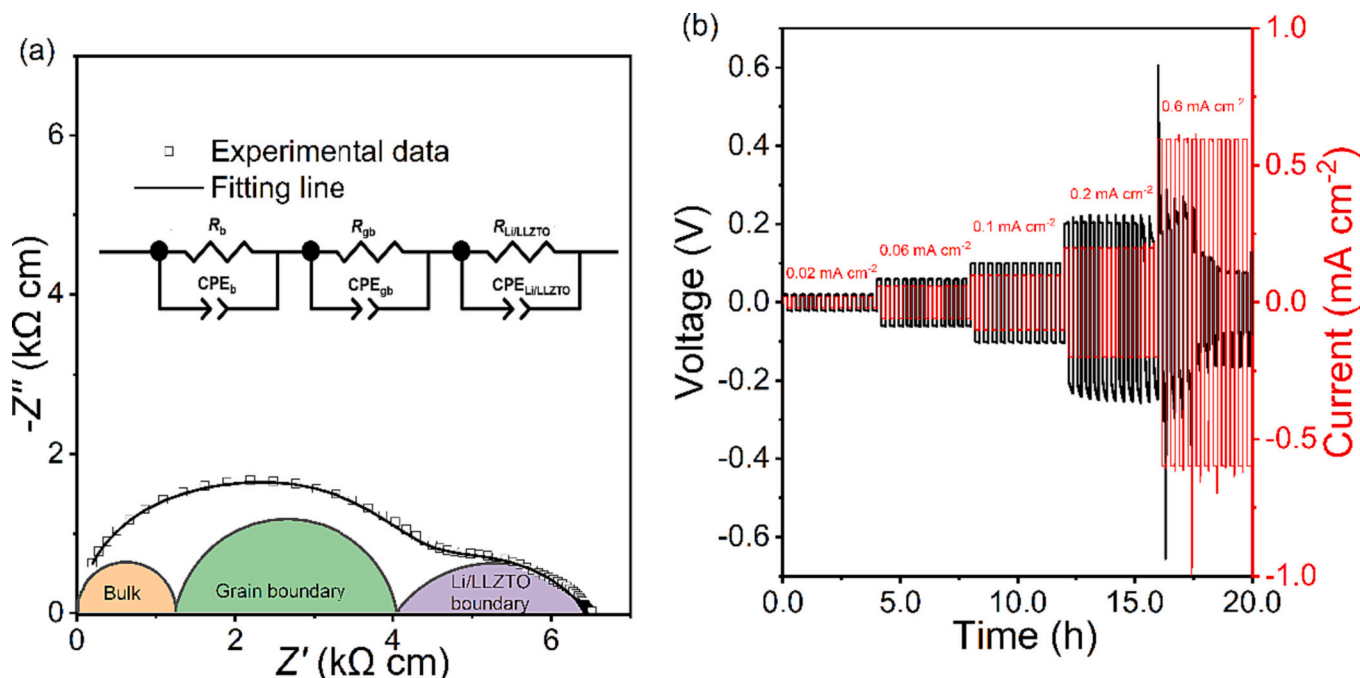 (a)
6
4
2
0
0
2
4
6
-Z″ (kΩ cm)
Z′ (kΩ cm)
Experimental data
Fitting line
R_b
R_gb
R_Li/LLZTO
CPE_b
CPE_gb
CPE_Li/LLZTO
Bulk
Grain boundary
Li/LLZTO
boundary
(b)
0.6
0.4
0.2
0.0
-0.2
-0.4
-0.6
Voltage (V)
0.02 mA cm⁻²
0.06 mA cm⁻²
0.1 mA cm⁻²
0.2 mA cm⁻²
0.6 mA cm⁻²
0.0
5.0
10.0
15.0
20.0
Time (h)
1.0
0.5
0.0
-0.5
-1.0
Current (mA cm⁻²)